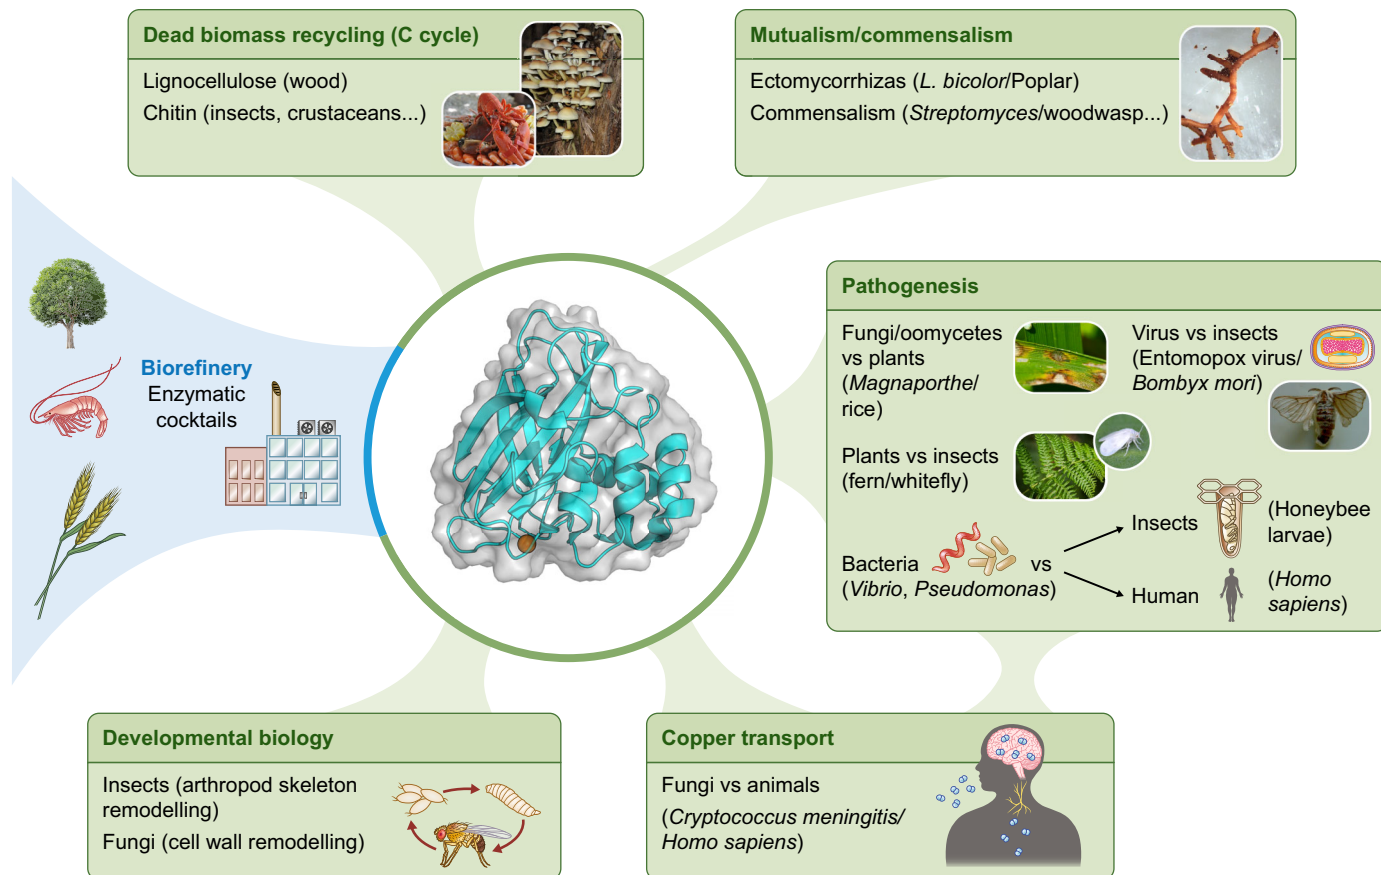 Dead biomass recycling (C cycle)
Lignocellulose (wood)
Chitin (insects, crustaceans...)
Mutualism/commensalism
Ectomycorrhizas (L. bicolor/Poplar)
Commensalism (Streptomyces/woodwasp...)
Biorefinery
Enzymatic
cocktails
Pathogenesis
Fungi/oomycetes
vs plants
(Magnaporthe/
rice)
Virus vs insects
(Entomopox virus/
Bombyx mori)
Plants vs insects
(fern/whitefly)
Bacteria vs
(Vibrio, Pseudomonas)
Insects
(Honeybee
larvae)
Human
(Homo
sapiens)
Developmental biology
Insects (arthropod skeleton
remodelling)
Fungi (cell wall remodelling)
Copper transport
Fungi vs animals
(Cryptococcus meningitis/
Homo sapiens)